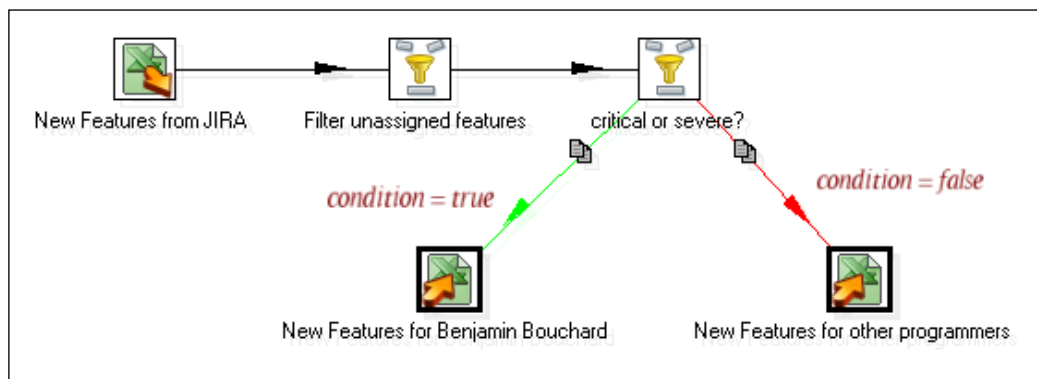 New Features from JIRA
Filter unassigned features
critical or severe?
condition = true
condition = false
New Features for Benjamin Bouchard
New Features for other programmers